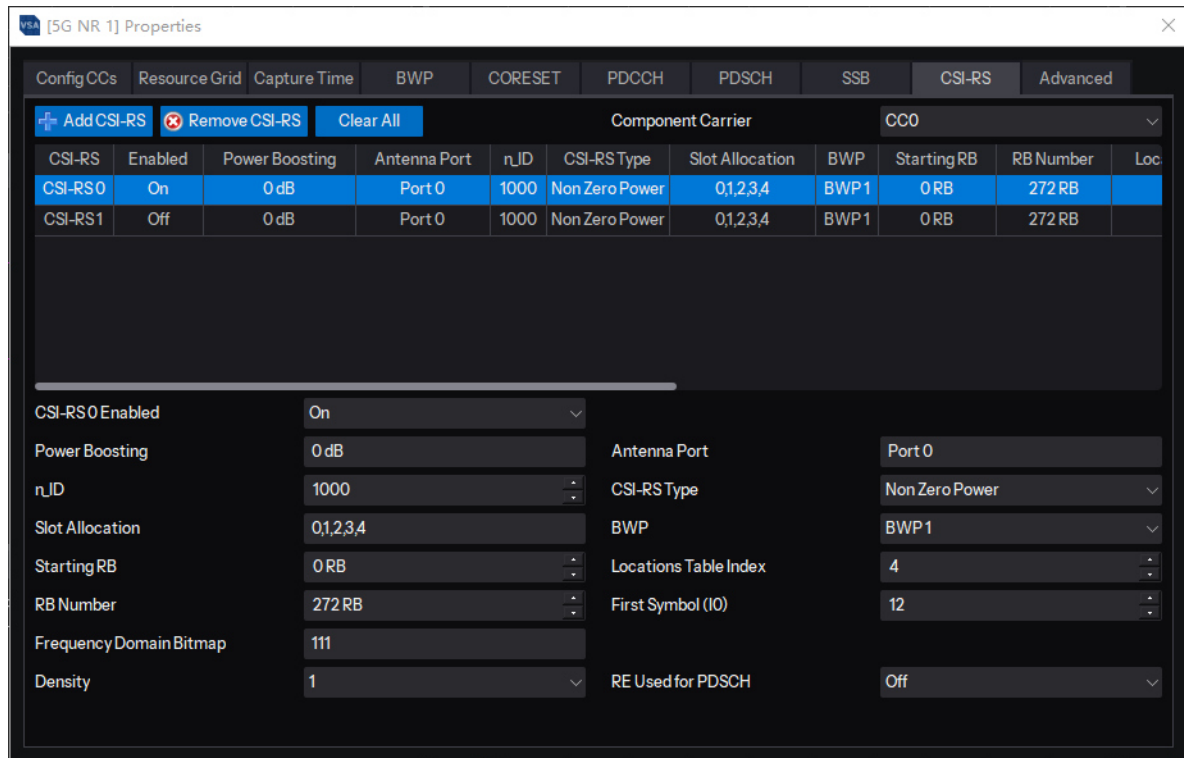 VSA [5G NR 1] Properties
Config CCs Resource Grid Capture Time BWP CORESET PDCCH PDSCH SSB CSI-RS Advanced
Add CSI-RS Remove CSI-RS Clear All Component Carrier CC0
CSI-RS Enabled Power Boosting Antenna Port n_ID CSI-RS Type Slot Allocation BWP Starting RB RB Number Loc
CSI-RS 0 On 0 dB Port 0 1000 Non Zero Power 0,1,2,3,4 BWP1 0 RB 272 RB
CSI-RS1 Off 0 dB Port 0 1000 Non Zero Power 0,1,2,3,4 BWP1 0 RB 272 RB
CSI-RS 0 Enabled On
Power Boosting 0 dB Antenna Port Port 0
n_ID 1000 CSI-RS Type Non Zero Power
Slot Allocation 0,1,2,3,4 BWP BWP1
Starting RB 0 RB Locations Table Index 4
RB Number 272 RB First Symbol (I0) 12
Frequency Domain Bitmap 111
Density 1 RE Used for PDSCH Off